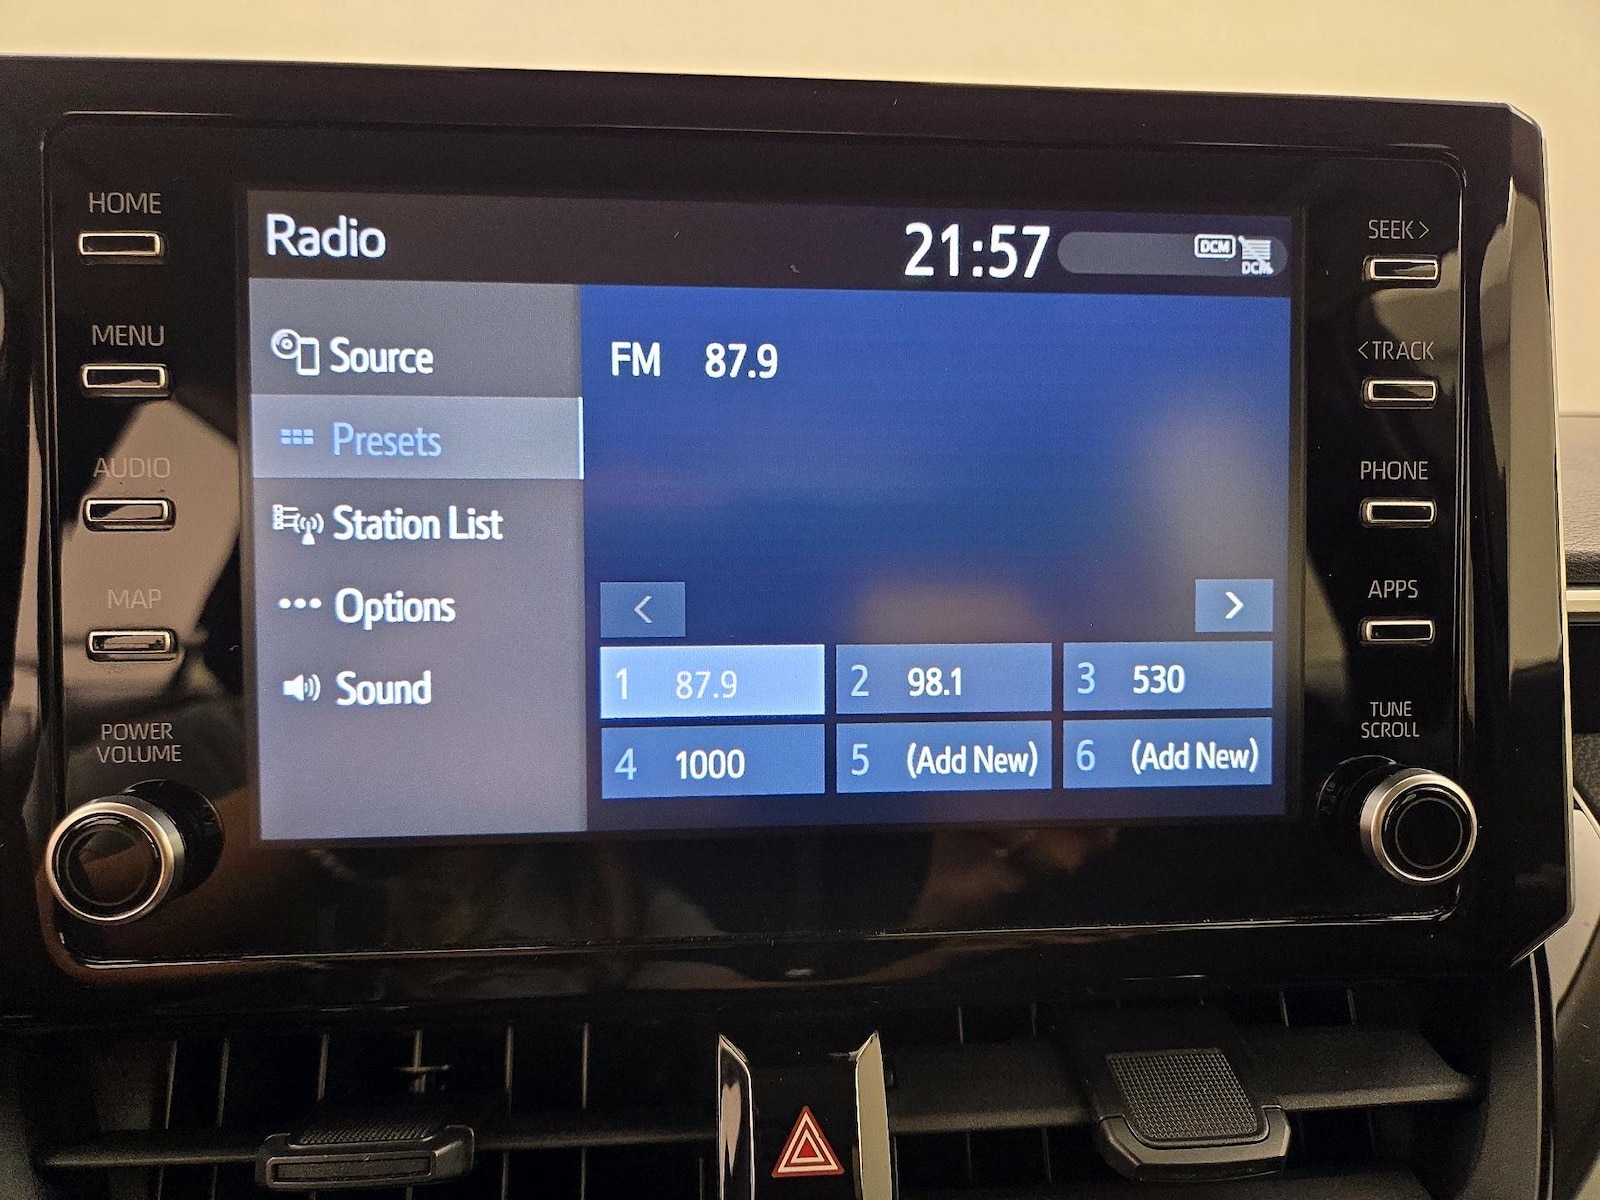 HOME
MENU
AUDIO
MAP
POWER
VOLUME
Radio
21:57
DCM
DCM
Source
Presets
Station List
Options
Sound
FM 87.9
<
>
1 87.9
2 98.1
3 530
4 1000
5 (Add New)
6 (Add New)
SEEK >
< TRACK
PHONE
APPS
TUNE
SCROLL